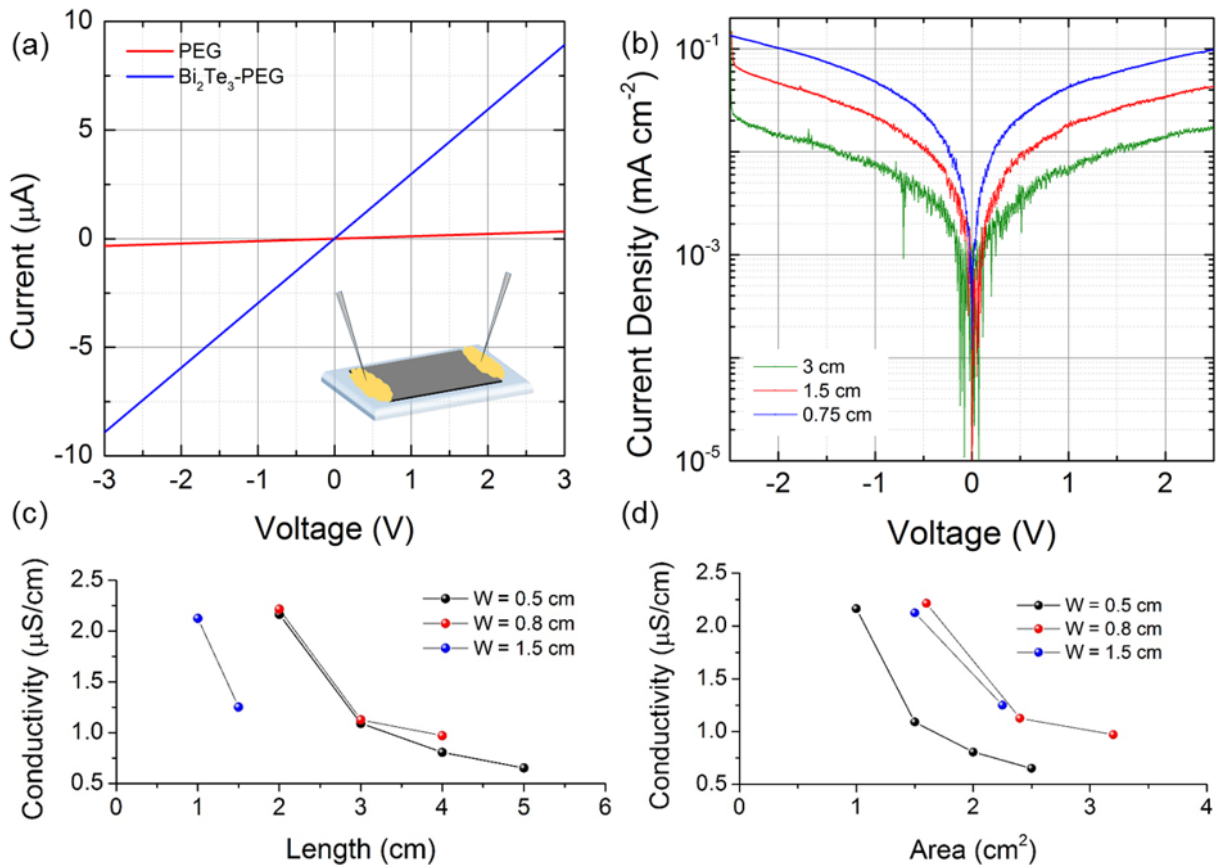 (a)
10
5
0
-5
-10
Current (μA)
PEG
Bi₂Te₃-PEG
-3 -2 -1 0 1 2 3
Voltage (V)
(b)
10⁻¹
10⁻³
10⁻⁵
Current Density (mA cm⁻²)
3 cm
1.5 cm
0.75 cm
-2 -1 0 1 2
Voltage (V)
(c)
2.5
2.0
1.5
1.0
0.5
Conductivity (μS/cm)
W = 0.5 cm
W = 0.8 cm
W = 1.5 cm
0 1 2 3 4 5 6
Length (cm)
(d)
2.5
2.0
1.5
1.0
0.5
Conductivity (μS/cm)
W = 0.5 cm
W = 0.8 cm
W = 1.5 cm
0 1 2 3 4
Area (cm²)